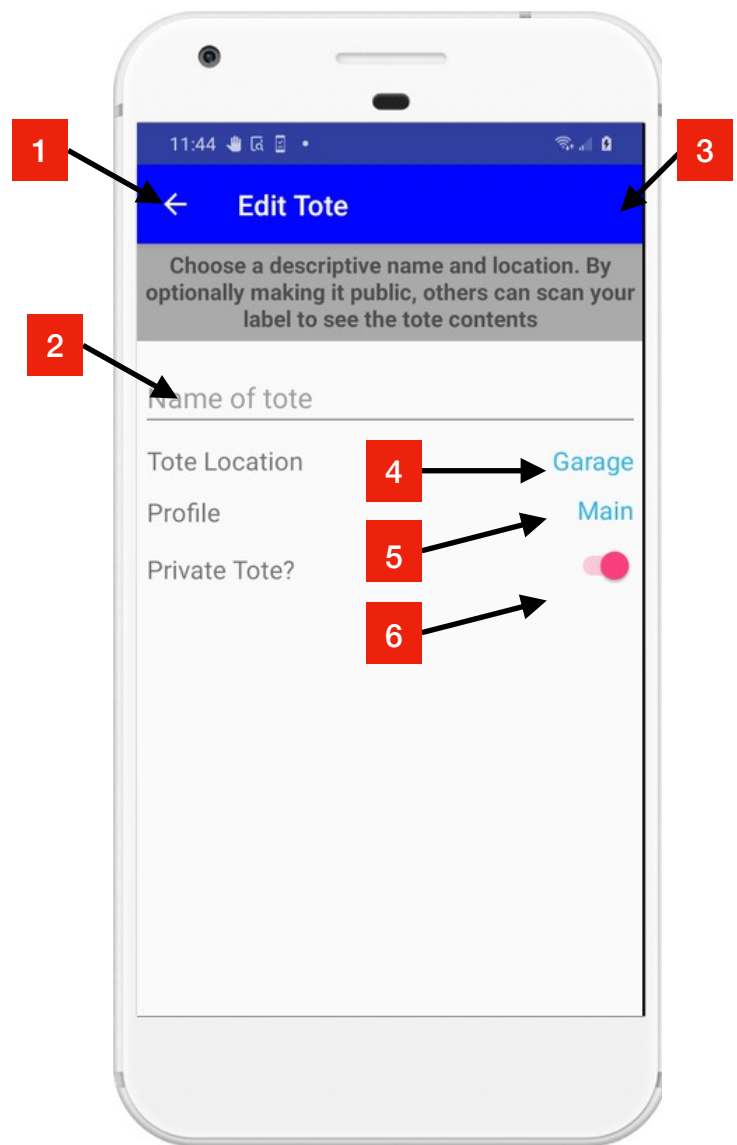 1
11:44
3
Edit Tote
Choose a descriptive name and location. By
optionally making it public, others can scan your
label to see the tote contents
2
Name of tote
Tote Location
4
Garage
Profile
Main
5
Private Tote?
6